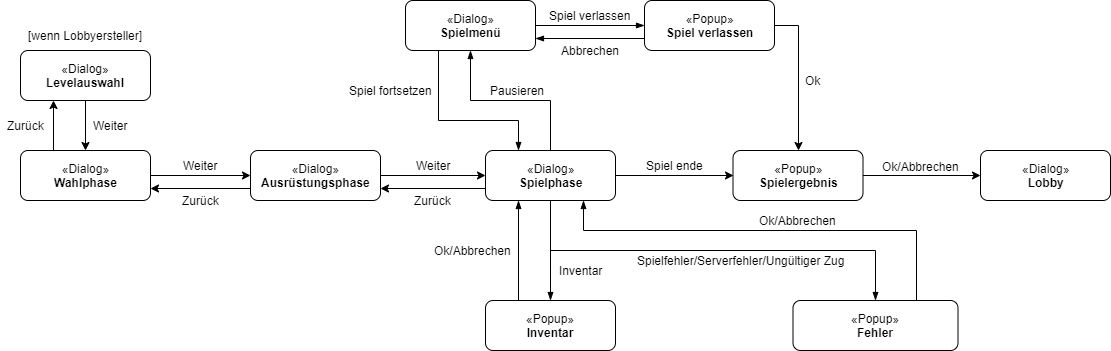 «Dialog»
Spielmenü
Spiel verlassen
Abbrechen
«Popup»
Spiel verlassen
[wenn Lobbyersteller]
«Dialog»
Levelauswahl
Spiel fortsetzen
Pausieren
Ok
Zurück
Weiter
«Dialog»
Wahlphase
Weiter
Zurück
«Dialog»
Ausrüstungsphase
Weiter
Zurück
«Dialog»
Spielphase
Spiel ende
«Popup»
Spielergebnis
Ok/Abbrechen
«Dialog»
Lobby
Ok/Abbrechen
Ok/Abbrechen
Spielfehler/Serverfehler/Ungültiger Zug
Inventar
«Popup»
Inventar
«Popup»
Fehler